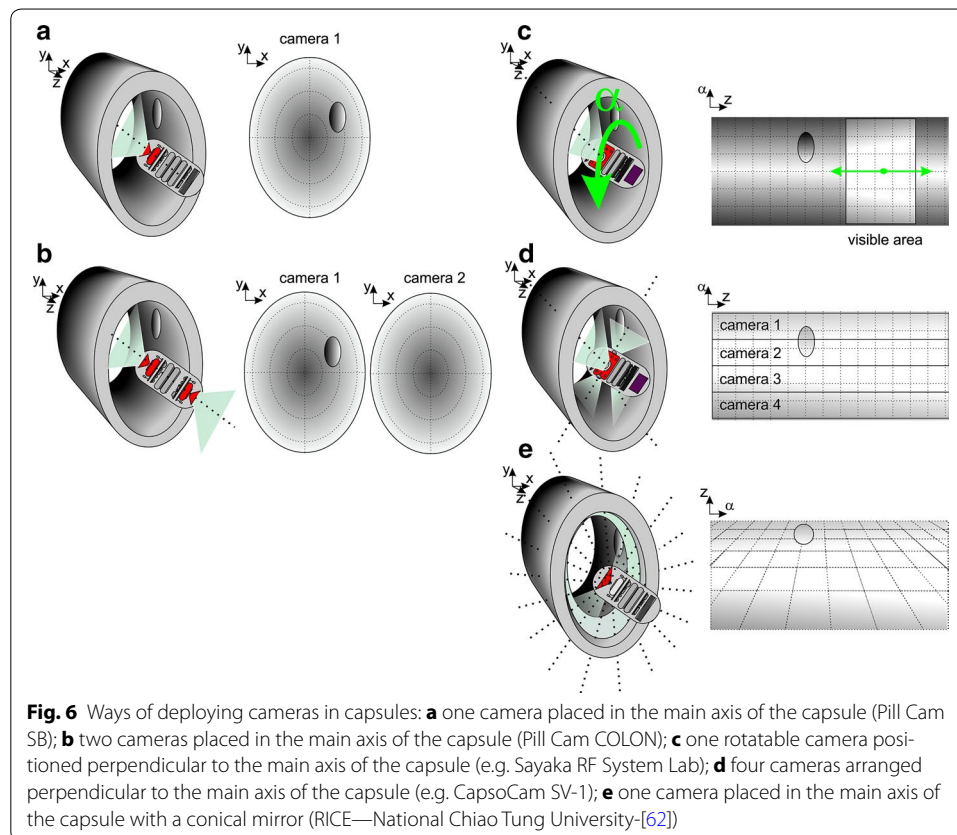 a
y
x
z
camera 1
y
x
c
y
x
z
α
α
z
visible area
b
y
x
z
camera 1
y
x
camera 2
y
x
d
y
x
z
α
z
camera 1
camera 2
camera 3
camera 4
e
y
x
z
z
α
Fig. 6 Ways of deploying cameras in capsules: a one camera placed in the main axis of the capsule (Pill Cam
SB); b two cameras placed in the main axis of the capsule (Pill Cam COLON); c one rotatable camera posi-
tioned perpendicular to the main axis of the capsule (e.g. Sayaka RF System Lab); d four cameras arranged
perpendicular to the main axis of the capsule (e.g. CapsoCam SV-1); e one camera placed in the main axis of
the capsule with a conical mirror (RICE—National Chiao Tung University-[62])